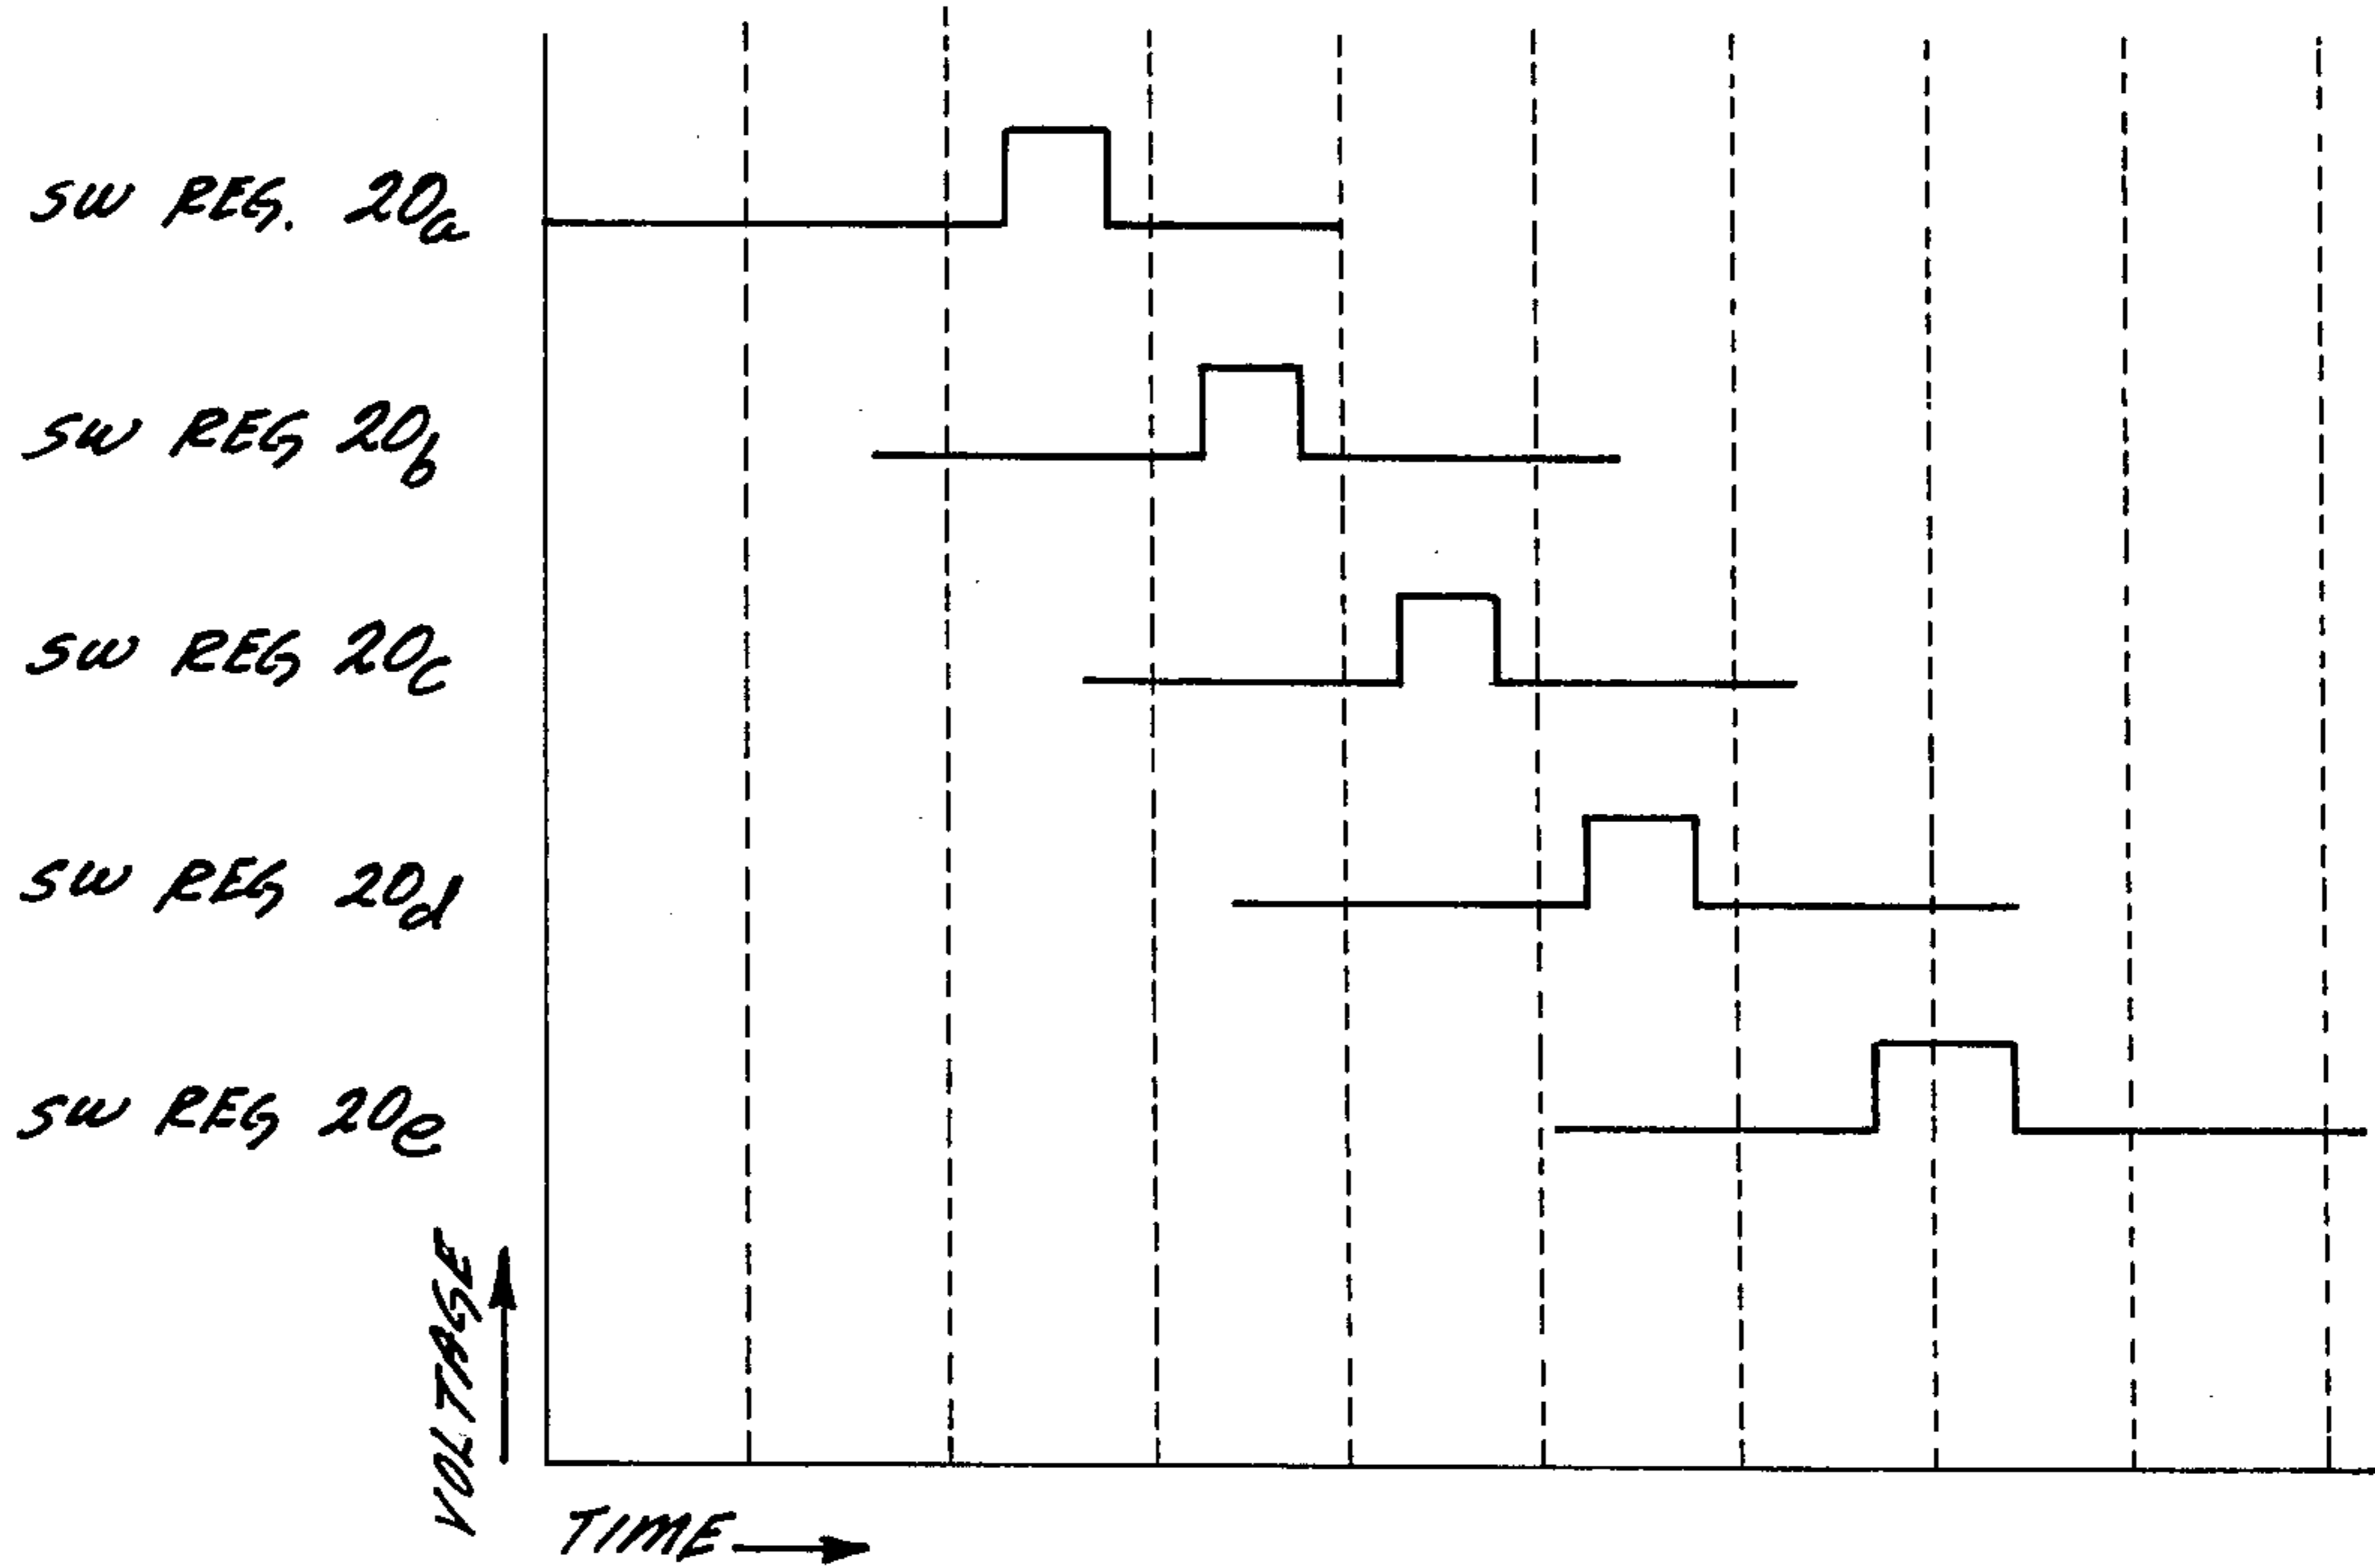 SW REG. 20a
SW REG 20b
SW REG 20c
SW REG 20d
SW REG 20e
VOLTAGE
TIME